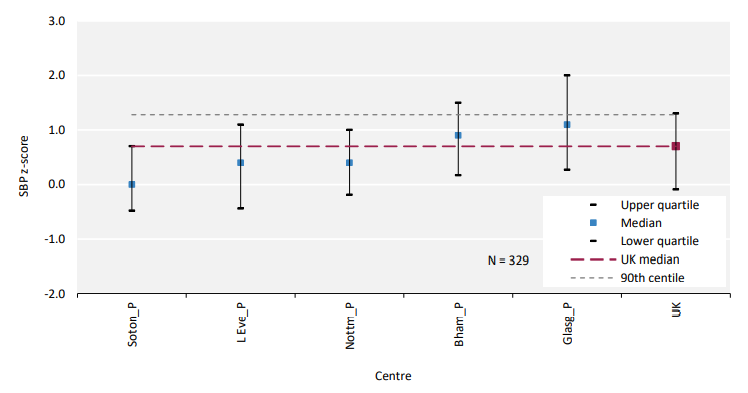 3.0
2.0
1.0
0.0
-1.0
-2.0
SBP z-score
Upper quartile
Median
Lower quartile
UK median
90th centile
N = 329
Soton_P
L Eve_P
Nottm_P
Bham_P
Glasg_P
UK
Centre